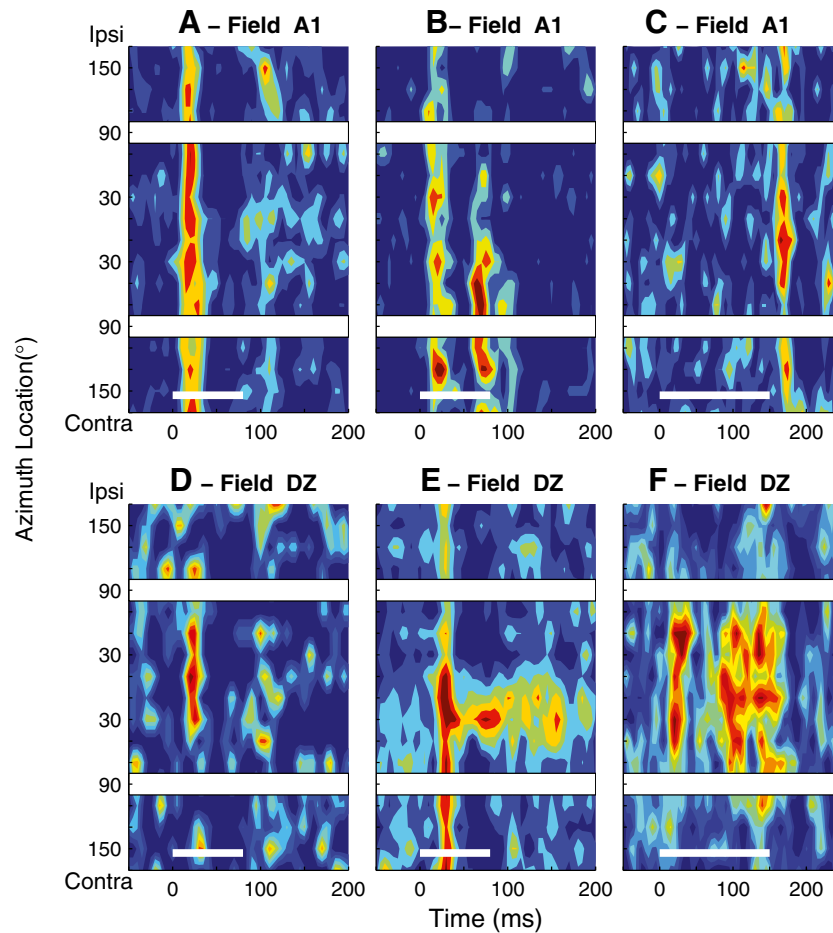 A – Field A1
B– Field A1
C – Field A1
Ipsi
150
90
30
30
90
150
Contra
0 100 200
0 100 200
0 100 200
Azimuth Location(°)
D – Field DZ
E – Field DZ
F – Field DZ
Ipsi
150
90
30
30
90
150
Contra
0 100 200
0 100 200
0 100 200
Time (ms)